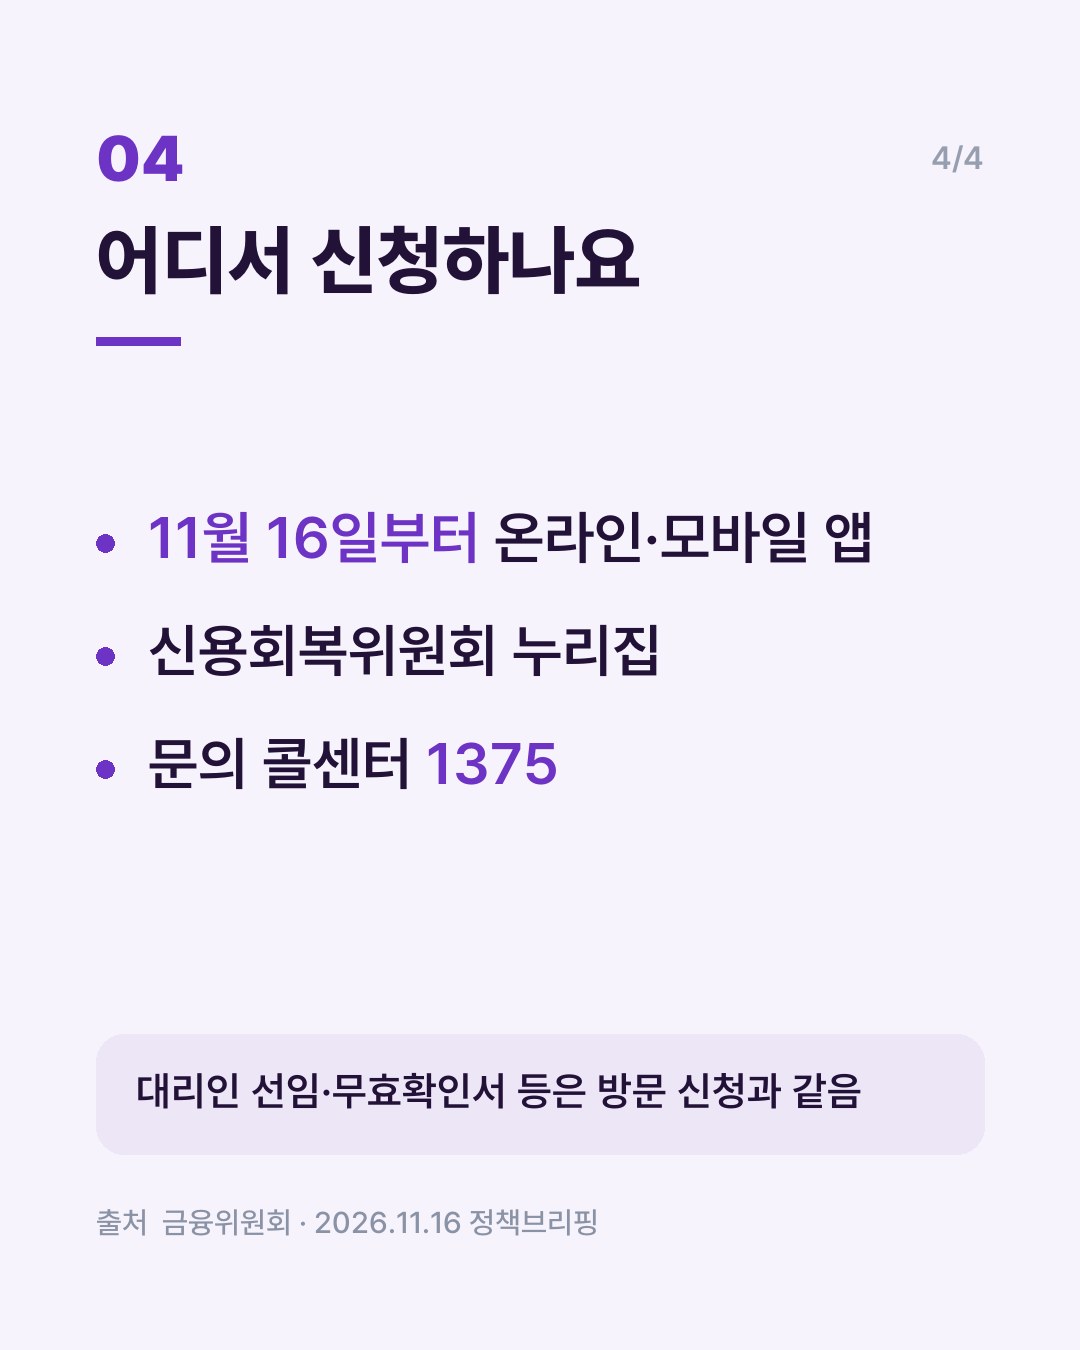 04
4/4
어디서 신청하나요
11월 16일부터 온라인·모바일 앱
신용회복위원회 누리집
문의 콜센터 1375
대리인 선임·무효확인서 등은 방문 신청과 같음
출처 금융위원회 · 2026.11.16 정책브리핑